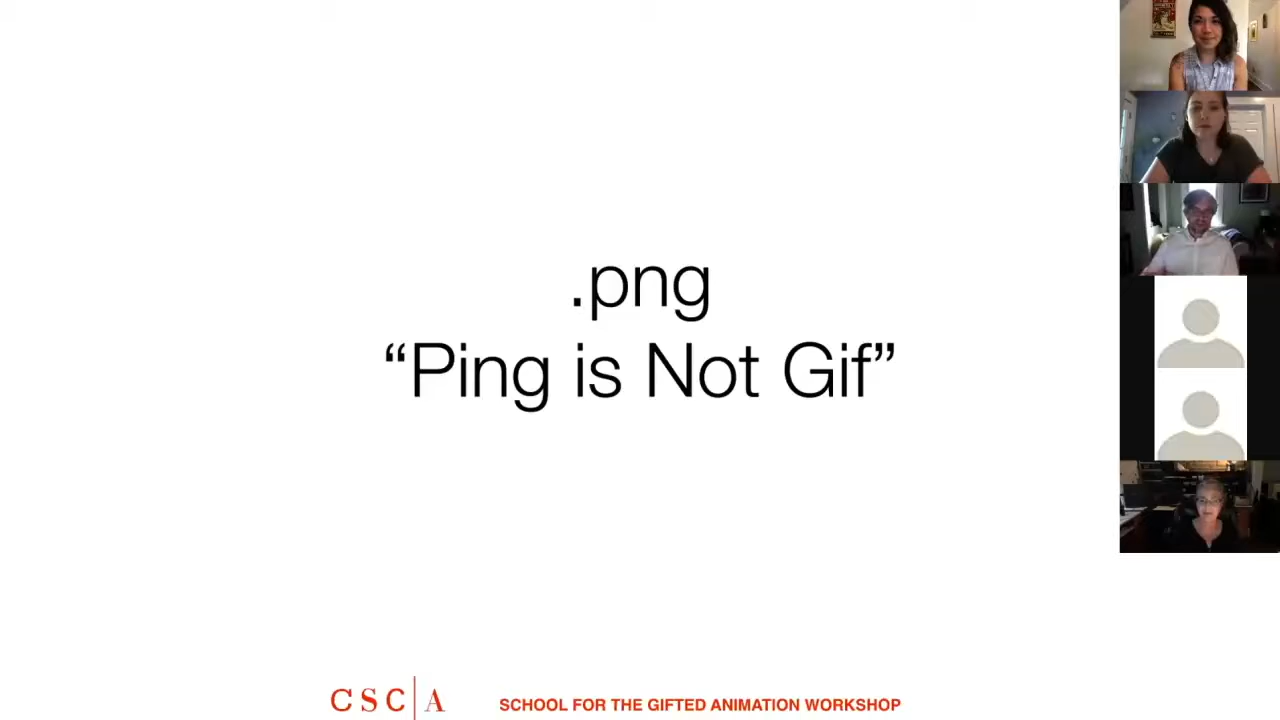 .png
“Ping is Not Gif”
CSC|A
SCHOOL FOR THE GIFTED ANIMATION WORKSHOP